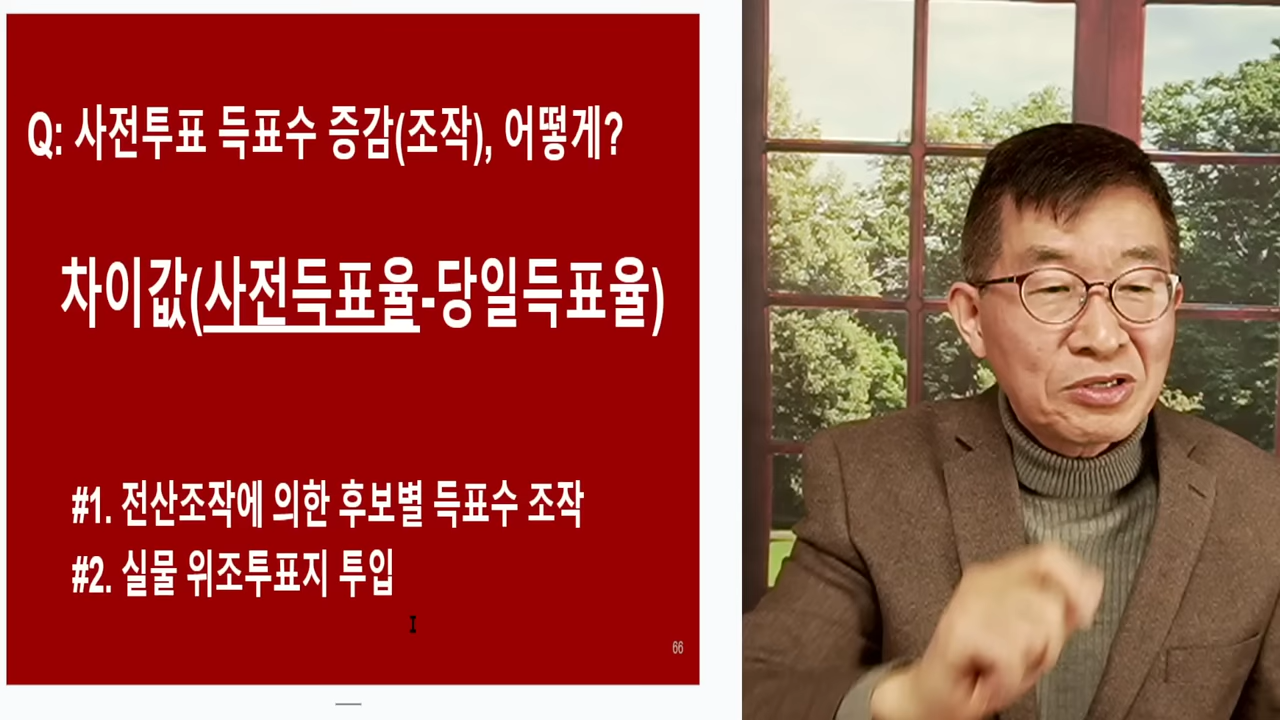 Q: 사전투표 득표수 증감(조작), 어떻게?
차이값(사전득표율-당일득표율)
#1. 전산조작에 의한 후보별 득표수 조작
#2. 실물 위조투표지 투입
66